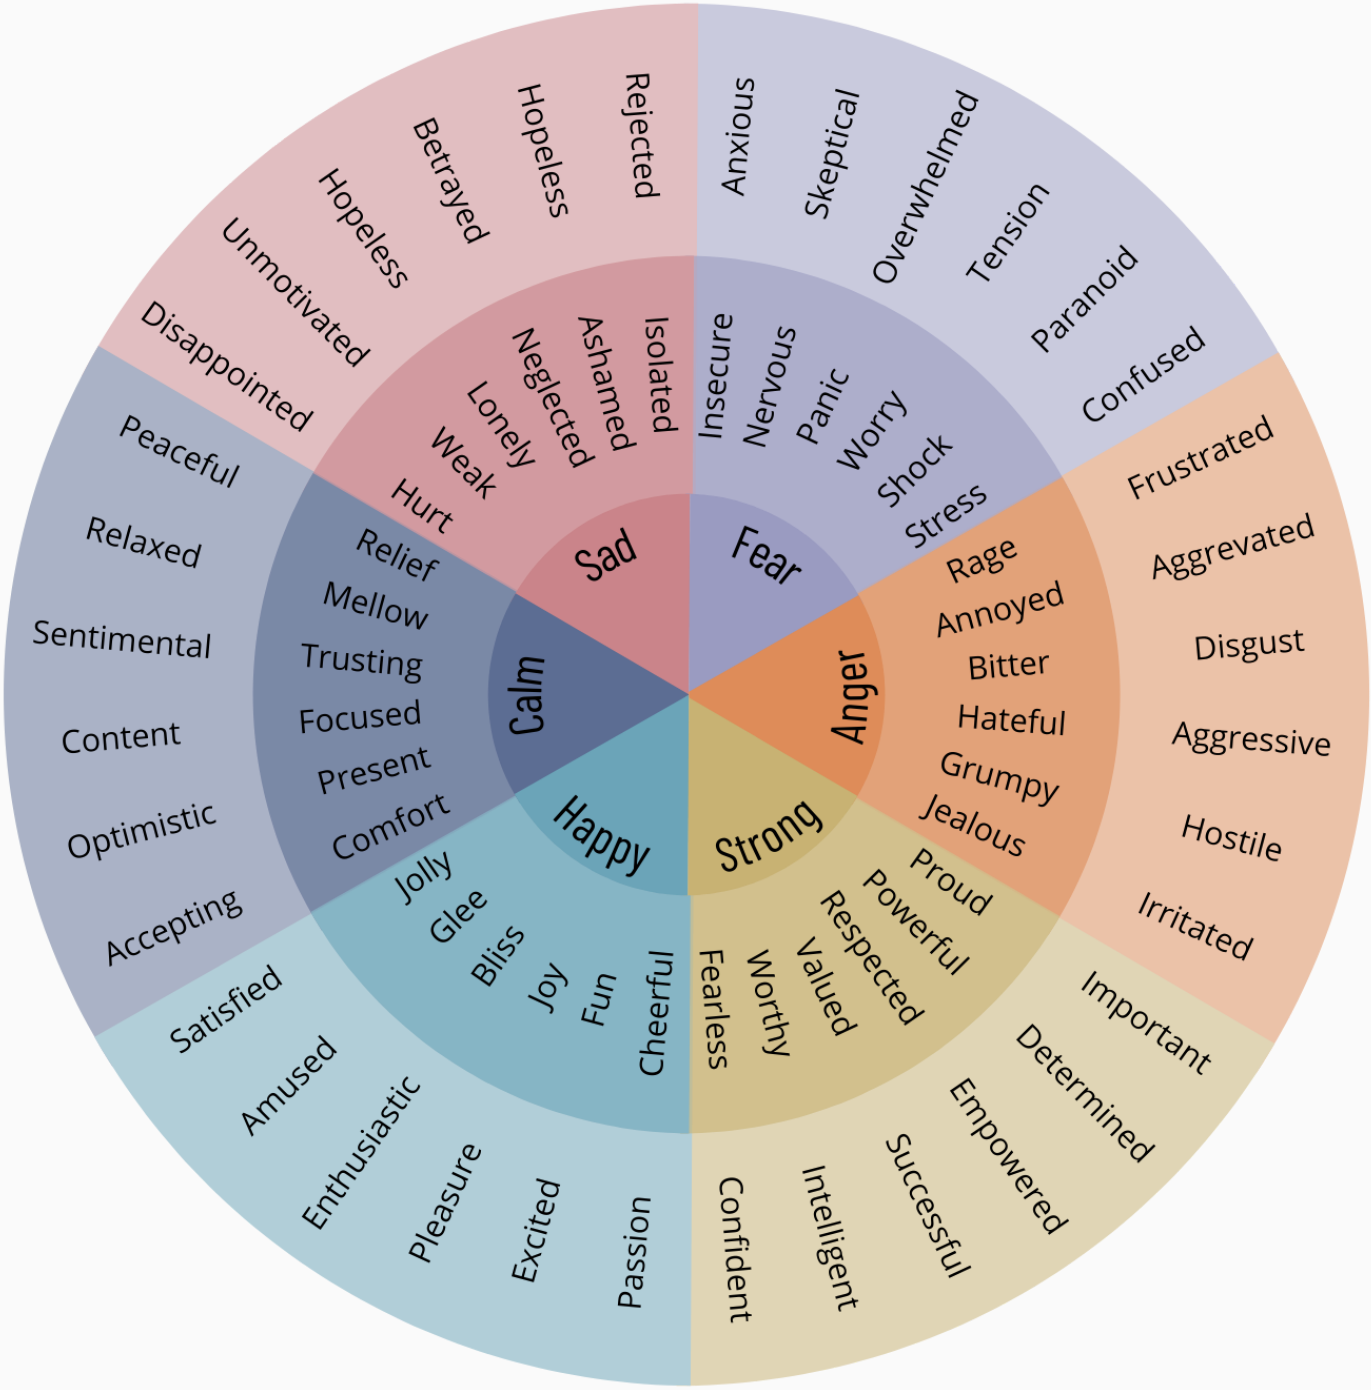 Sad
Fear
Anger
Strong
Happy
Calm
Hurt
Weak
Lonely
Neglected
Ashamed
Isolated
Insecure
Nervous
Panic
Worry
Shock
Stress
Rage
Annoyed
Bitter
Hateful
Grumpy
Jealous
Proud
Powerful
Respected
Valued
Worthy
Fearless
Cheerful
Fun
Joy
Bliss
Glee
Jolly
Comfort
Present
Focused
Trusting
Mellow
Relief
Disappointed
Unmotivated
Hopeless
Betrayed
Hopeless
Rejected
Anxious
Skeptical
Overwhelmed
Tension
Paranoid
Confused
Frustrated
Aggrevated
Disgust
Aggressive
Hostile
Irritated
Important
Determined
Empowered
Successful
Intelligent
Confident
Passion
Excited
Pleasure
Enthusiastic
Amused
Satisfied
Accepting
Optimistic
Content
Sentimental
Relaxed
Peaceful